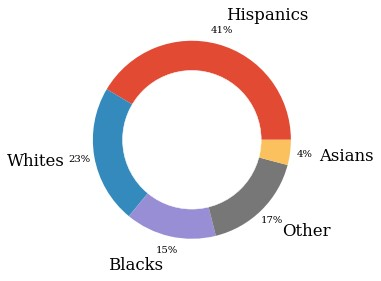 Hispanics
41%
Whites 23%
4% Asians
17%
Other
15%
Blacks